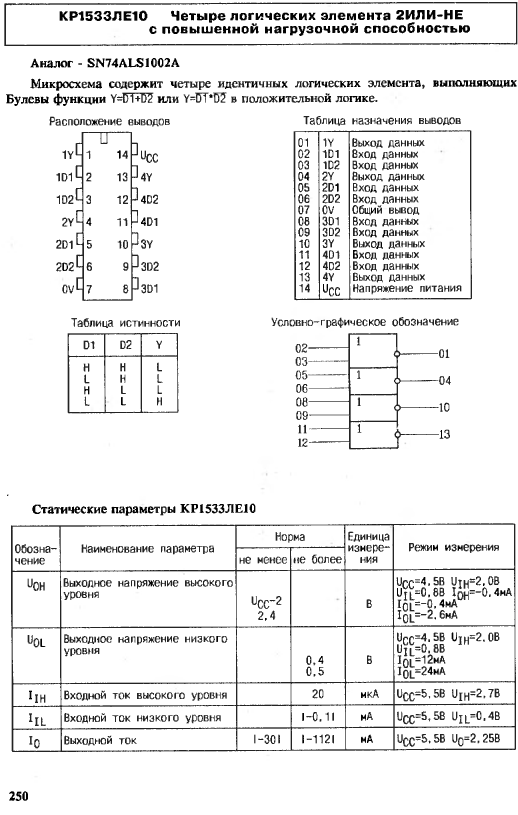 КР1533ЛЕ10 Четыре логических элемента 2ИЛИ-НЕ
с повышенной нагрузочной способностью
Аналог - SN74ALS1002A
Микросхема содержит четыре идентичных логических элемента, выполняющих
Булевы функции Y=D1+D2 или Y=D1*D2 в положительной логике.
Расположение выводов
1Y 1 14 UCC
1D1 2 13 4Y
1D2 3 12 4D2
2Y 4 11 4D1
2D1 5 10 3Y
2D2 6 9 3D2
0V 7 8 3D1
Таблица назначения выводов
01 1Y Выход данных
02 1D1 Вход данных
03 1D2 Вход данных
04 2Y Выход данных
05 2D1 Вход данных
06 2D2 Вход данных
07 0V Общий вывод
08 3D1 Вход данных
09 3D2 Вход данных
10 3Y Выход данных
11 4D1 Вход данных
12 4D2 Вход данных
13 4Y Выход данных
14 UCC Напряжение питания
Таблица истинности
D1 D2 Y
H H L
L H L
H L L
L L H
Условно-графическое обозначение
02 1
03 01
05 1
06 04
08 1
09 10
11 1
12 13
Статические параметры КР1533ЛЕ10
Обозна-
чение
Наименование параметра
Норма
не менее не более
Единица
измере-
ния
Режим измерения
UOH Выходное напряжение высокого
уровня
UCC-2
2,4
В
UCC=4,5В UIH=2,0В
UIL=0,8В IOH=-0,4мА
IOL=-0,4мА
IOL=-2,6мА
UOL Выходное напряжение низкого
уровня
0,4
0,5
В
UCC=4,5В UIH=2,0В
UIL=0,8В
IOL=12мА
IOL=24мА
IIH Входной ток высокого уровня 20 мкА UCC=5,5В UIH=2,7В
IIL Входной ток низкого уровня |-0,1| мА UCC=5,5В UIL=0,4В
IO Выходной ток |-30| |-112| мА UCC=5,5В UO=2,25В
250